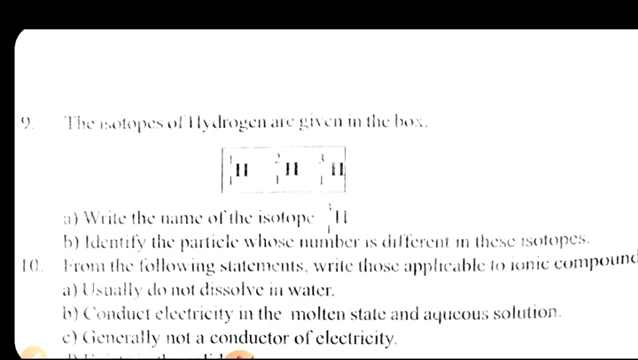 9. The isotopes of Hydrogen are given in the box.
¹₁H ²₁H ³₁H
a) Write the name of the isotope ³₁H
b) Identify the particle whose number is different in these isotopes.
10. From the following statements, write those applicable to ionic compound
a) Usually do not dissolve in water.
b) Conduct electricity in the molten state and aqueous solution.
c) Generally not a conductor of electricity.